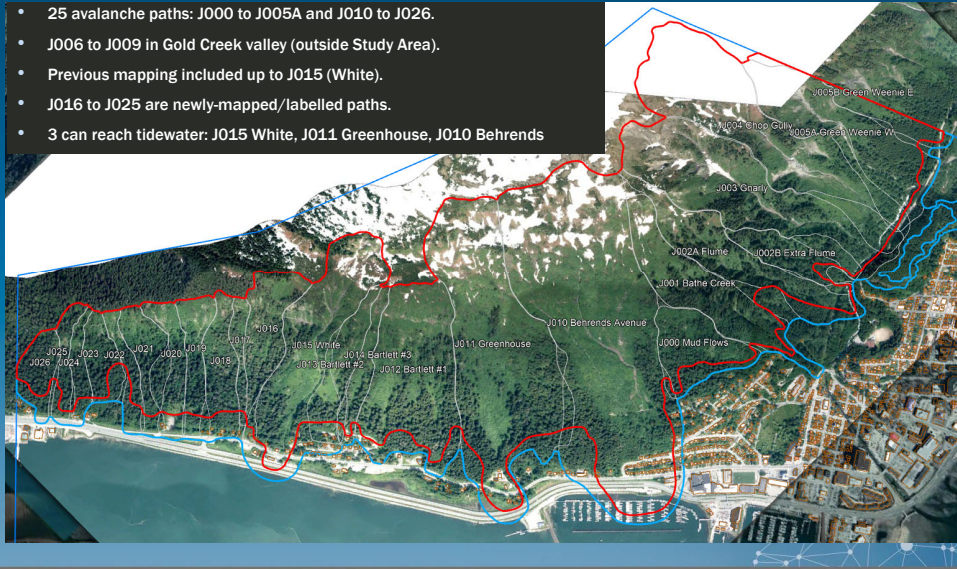 • 25 avalanche paths: J000 to J005A and J010 to J026.
• J006 to J009 in Gold Creek valley (outside Study Area).
• Previous mapping included up to J015 (White).
• J016 to J025 are newly-mapped/labelled paths.
• 3 can reach tidewater: J015 White, J011 Greenhouse, J010 Behrends
J005B Green Weenie E
J004 Chop Gully
J005A Green Weenie W
J003 Gnarly
J002A Flume
J002B Extra Flume
J001 Bathe Creek
J010 Behrends Avenue
J000 Mud Flows
J011 Greenhouse
J016
J017
J015 White
J014 Bartlett #3
J013 Bartlett #2
J012 Bartlett #1
J018
J019
J020
J021
J022
J023
J024
J025
J026